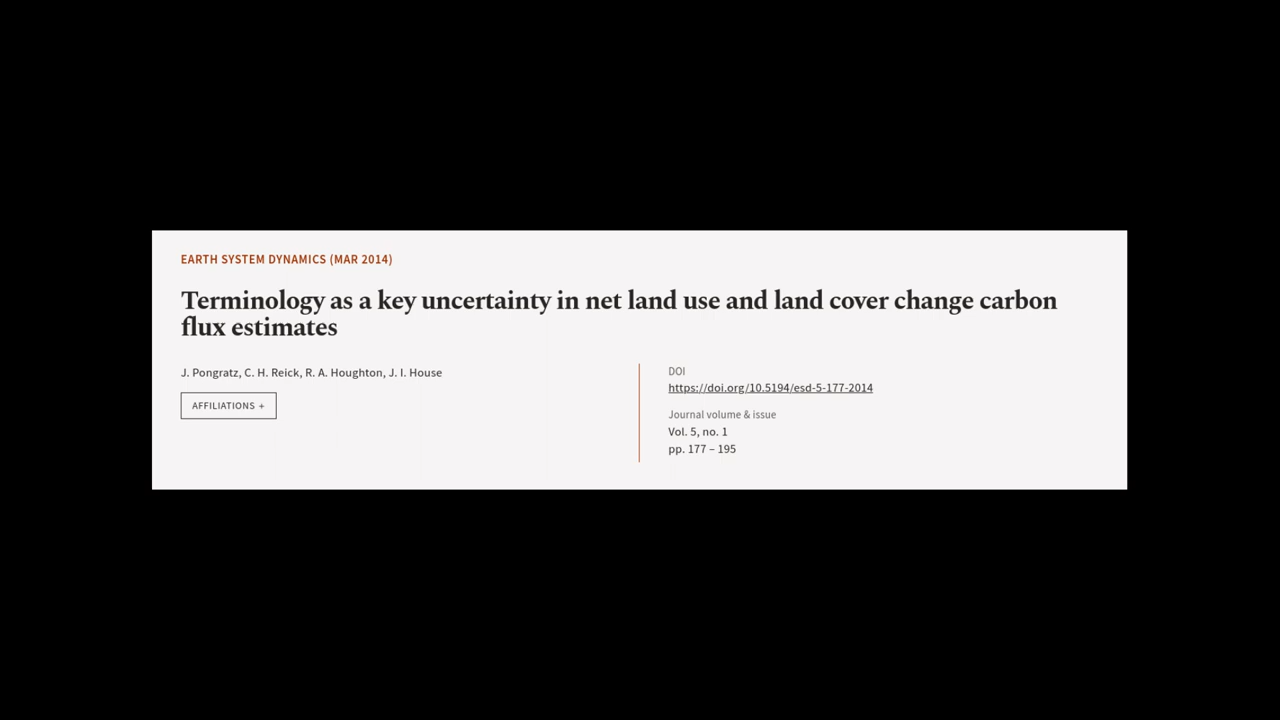 EARTH SYSTEM DYNAMICS (MAR 2014)
Terminology as a key uncertainty in net land use and land cover change carbon
flux estimates
J. Pongratz, C. H. Reick, R. A. Houghton, J. I. House
AFFILIATIONS +
DOI
https://doi.org/10.5194/esd-5-177-2014
Journal volume & issue
Vol. 5, no. 1
pp. 177 – 195